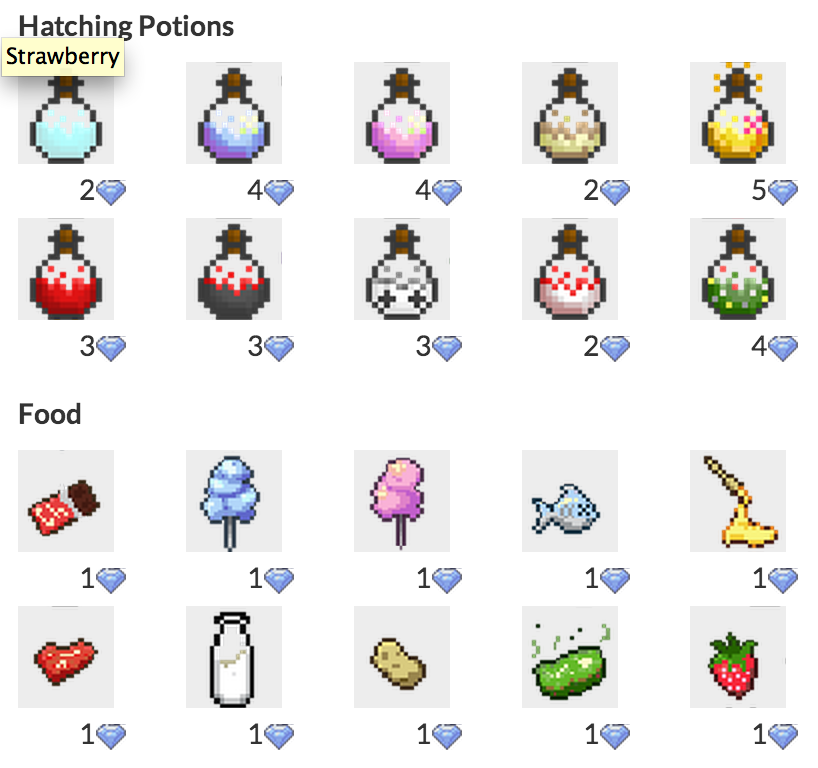 Hatching Potions
Strawberry
2 4 4 2 5
3 3 3 2 4
Food
1 1 1 1 1
1 1 1 1 1